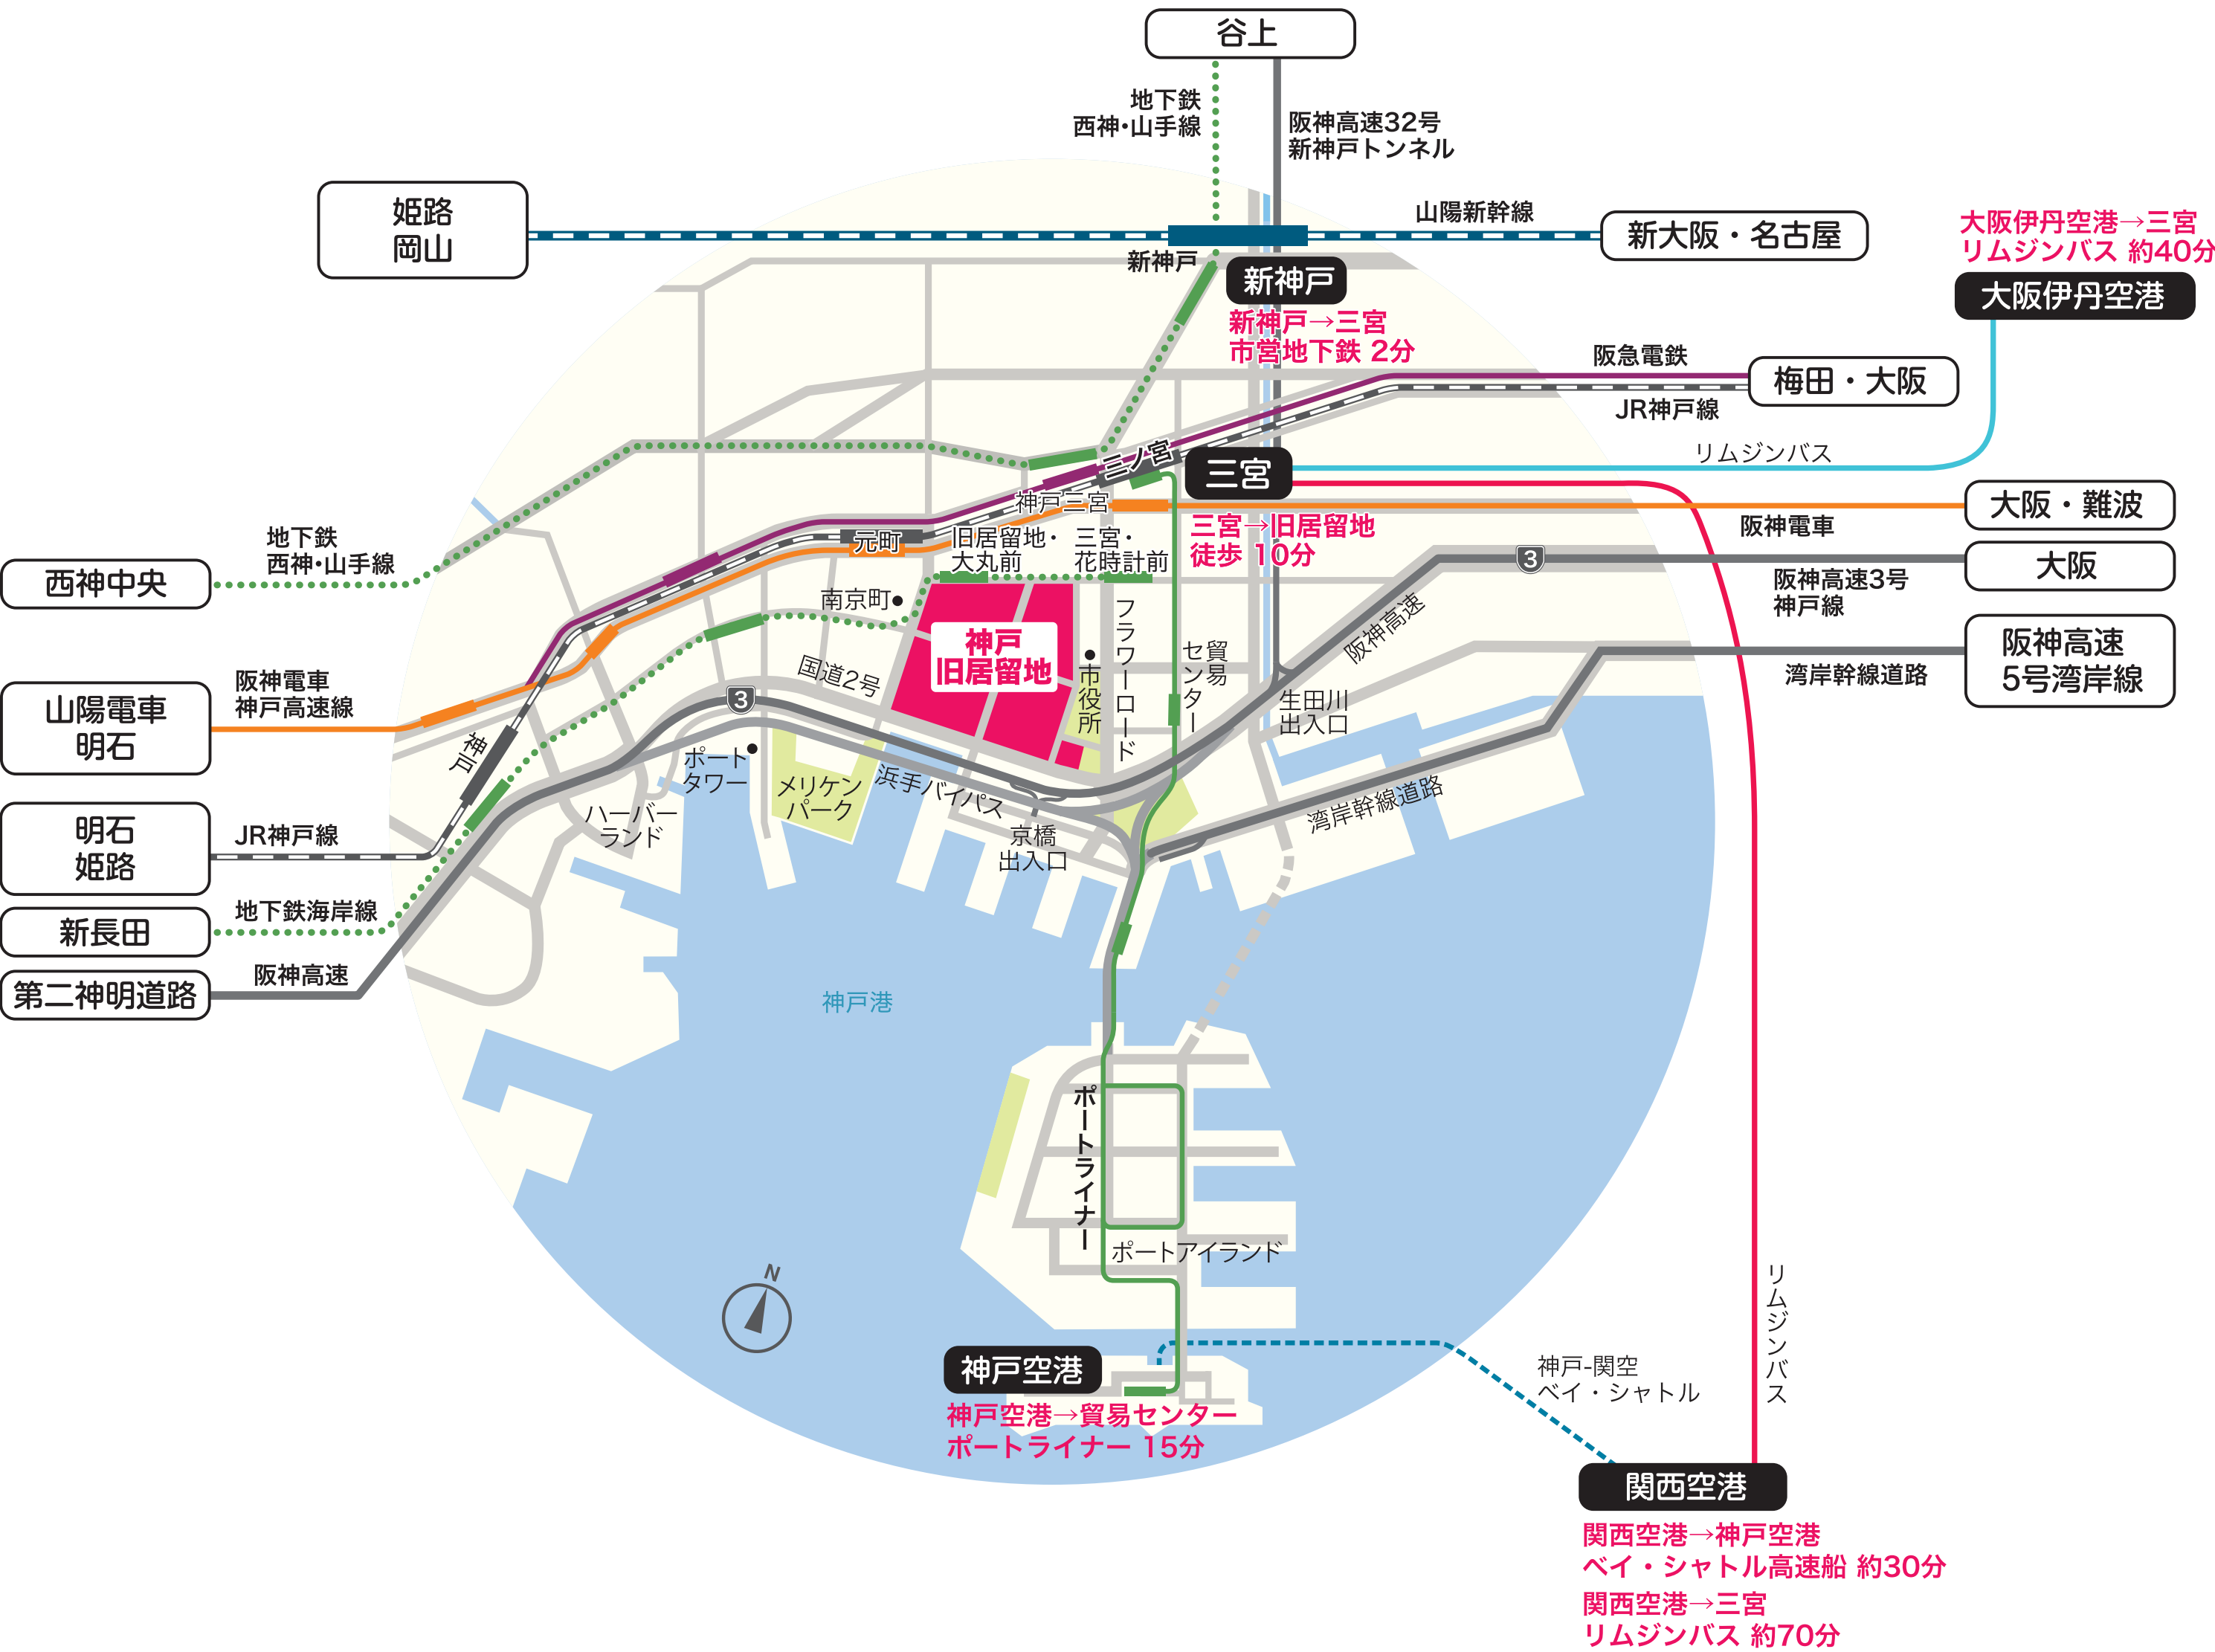 谷上
地下鉄
西神・山手線
阪神高速32号
新神戸トンネル
姫路
岡山
山陽新幹線
新大阪・名古屋
新神戸
新神戸
新神戸→三宮
市営地下鉄 2分
大阪伊丹空港→三宮
リムジンバス 約40分
大阪伊丹空港
阪急電鉄
梅田・大阪
JR神戸線
リムジンバス
三ノ宮
三宮
神戸三宮
三宮→旧居留地
徒歩 10分
大阪・難波
阪神電車
大阪
3
阪神高速3号
神戸線
阪神高速
5号湾岸線
湾岸幹線道路
地下鉄
西神・山手線
西神中央
元町
旧居留地・
大丸前
三宮・
花時計前
南京町
神戸
旧居留地
市役所
フラワーロード
貿易
センター
阪神高速
生田川
出入口
国道2号
3
阪神電車
神戸高速線
山陽電車
明石
神戸
ポート
タワー
メリケン
パーク
浜手バイパス
京橋
出入口
湾岸幹線道路
ハーバー
ランド
明石
姫路
JR神戸線
新長田
地下鉄海岸線
第二神明道路
阪神高速
神戸港
ポートライナー
ポートアイランド
N
リムジンバス
神戸空港
神戸空港→貿易センター
ポートライナー 15分
神戸-関空
ベイ・シャトル
関西空港
関西空港→神戸空港
ベイ・シャトル高速船 約30分
関西空港→三宮
リムジンバス 約70分